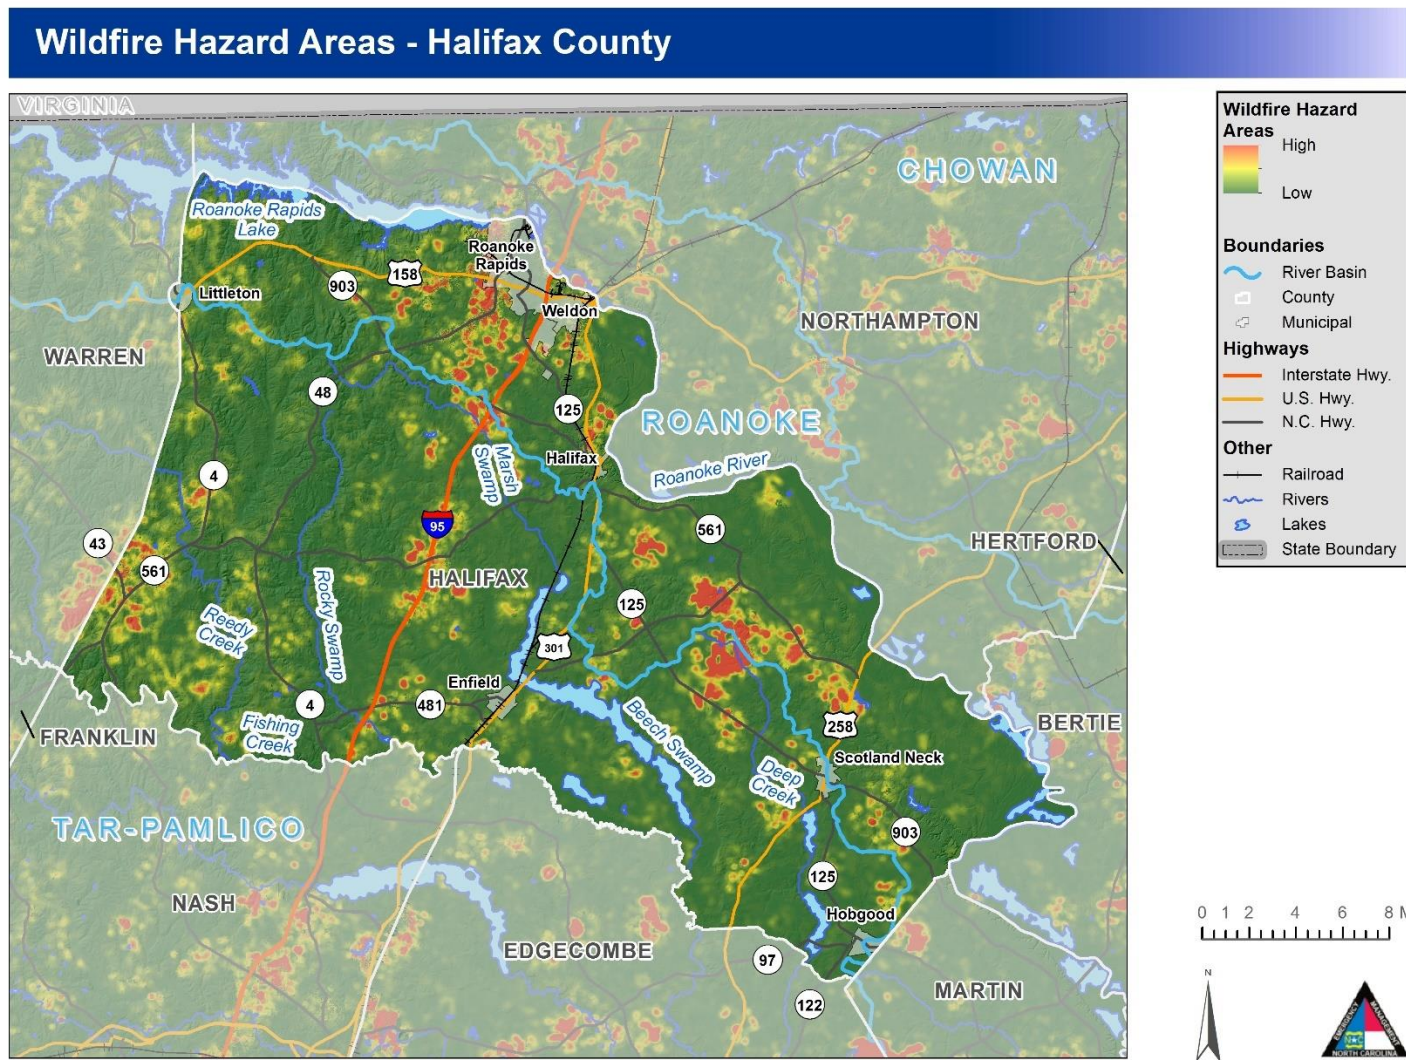 Wildfire Hazard Areas - Halifax County
VIRGINIA
CHOWAN
Roanoke Rapids
Lake
Roanoke
Rapids
158
903
Littleton
Weldon
NORTHAMPTON
WARREN
48
125
ROANOKE
Halifax
Marsh
Swamp
Roanoke River
4
95
561
43
HERTFORD
561
HALIFAX
Rocky Swamp
125
Reedy
Creek
301
Enfield
4
481
Beech Swamp
258
BERTIE
Fishing
Creek
FRANKLIN
Scotland Neck
Deep
Creek
TAR-PAMLICO
903
125
NASH
Hobgood
EDGECOMBE
97
MARTIN
122
Wildfire Hazard
Areas
High
Low
Boundaries
River Basin
County
Municipal
Highways
Interstate Hwy.
U.S. Hwy.
N.C. Hwy.
Other
Railroad
Rivers
Lakes
State Boundary
0 1 2 4 6 8 M
N
EMERGENCY
MANAGEMENT
NORTH CAROLINA